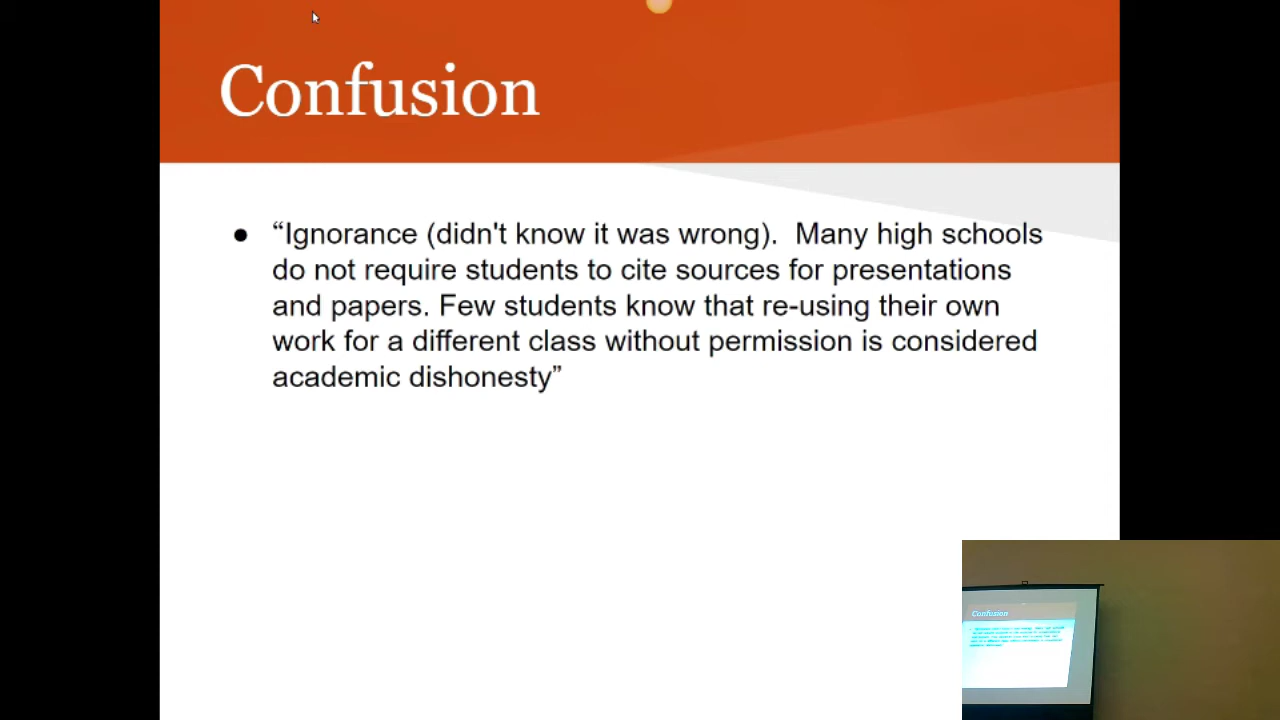 Confusion
● “Ignorance (didn't know it was wrong).  Many high schools
do not require students to cite sources for presentations
and papers. Few students know that re-using their own
work for a different class without permission is considered
academic dishonesty”
Confusion